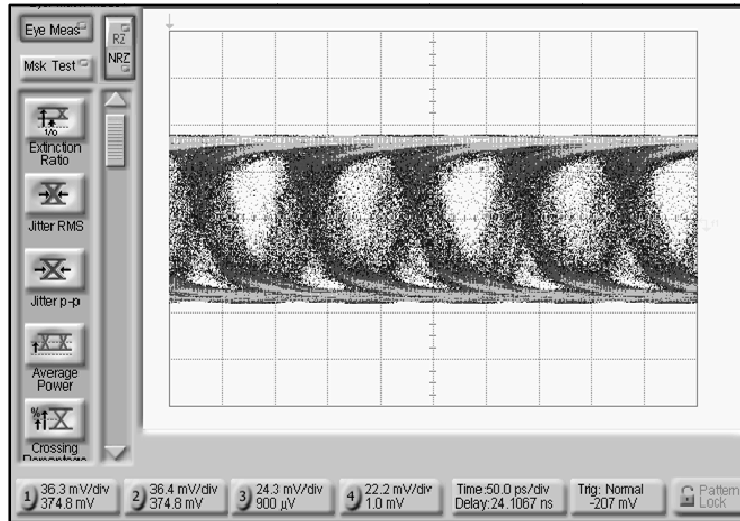 Eye Meas
RZ
NRZ
Msk Test
Extinction
Ratio
Jitter RMS
Jitter p-p
Average
Power
%
Crossing
1 36.3 mV/div
374.8 mV
2 36.4 mV/div
374.8 mV
3 24.3 mV/div
900 µV
4 22.2 mV/div
1.0 mV
Time:50.0 ps/div
Delay:24.1067 ns
Trig: Normal
-207 mV
Pattern
Lock